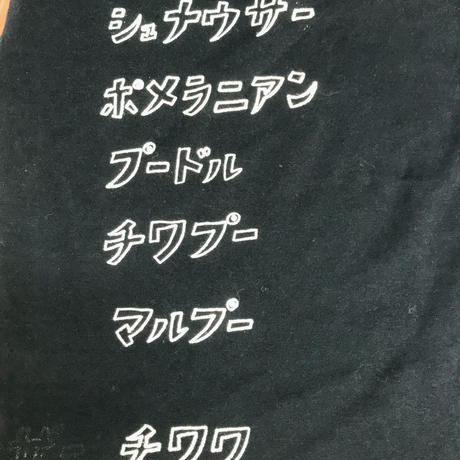 シュナウザー
ポメラニアン
プードル
チワプー
マルプー
チワワ